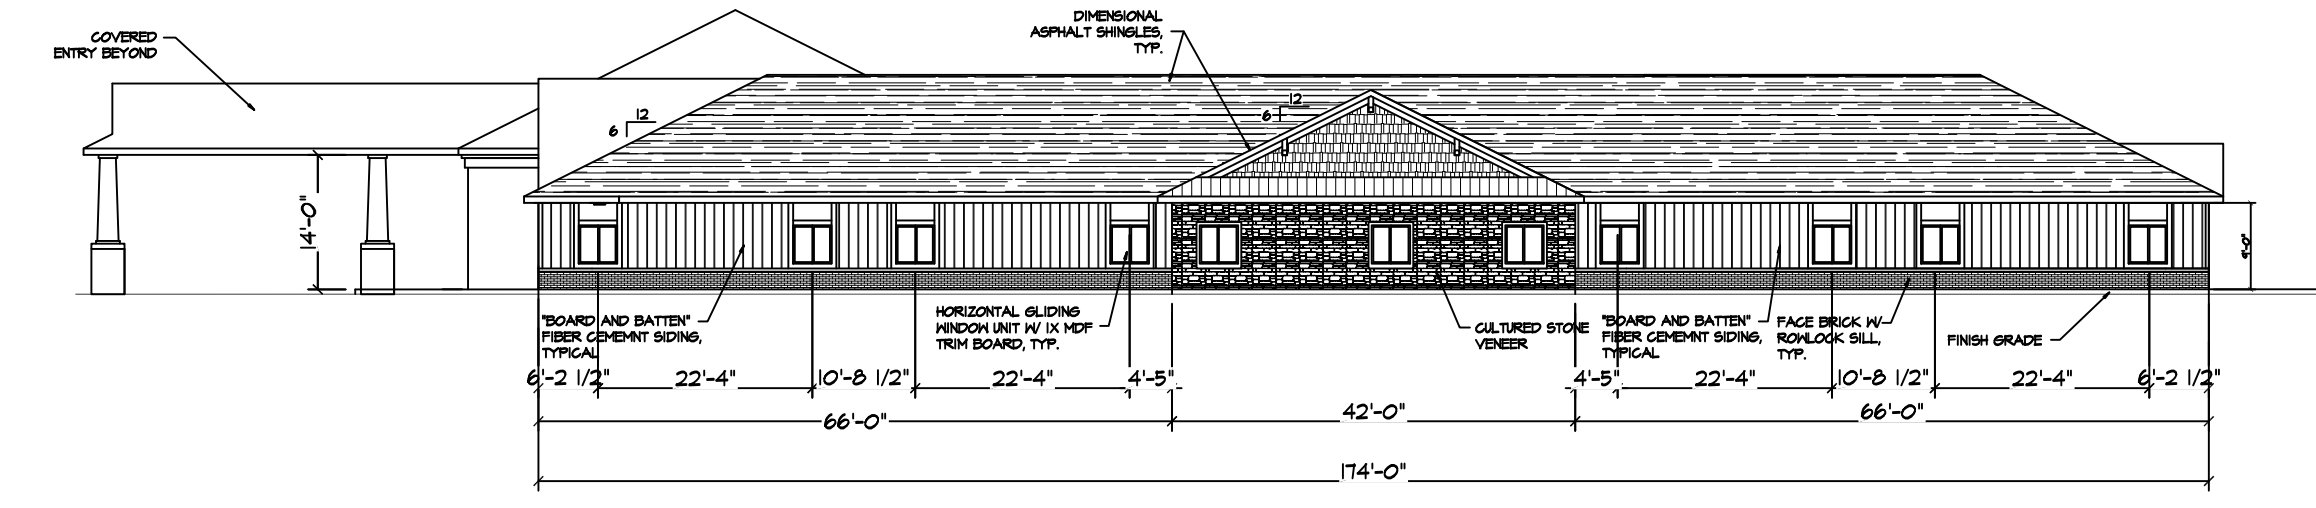 COVERED
ENTRY BEYOND
DIMENSIONAL
ASPHALT SHINGLES,
TYP.
12
6
12
6
14'-0"
9'-0"
"BOARD AND BATTEN"
FIBER CEMEMNT SIDING,
TYPICAL
HORIZONTAL GLIDING
WINDOW UNIT W/ 1X MDF
TRIM BOARD, TYP.
CULTURED STONE
VENEER
"BOARD AND BATTEN"
FIBER CEMEMNT SIDING,
TYPICAL
FACE BRICK W/
ROWLOCK SILL,
TYP.
FINISH GRADE
6'-2 1/2" 22'-4" 10'-8 1/2" 22'-4" 4'-5" 4'-5" 22'-4" 10'-8 1/2" 22'-4" 6'-2 1/2"
66'-0" 42'-0" 66'-0"
174'-0"